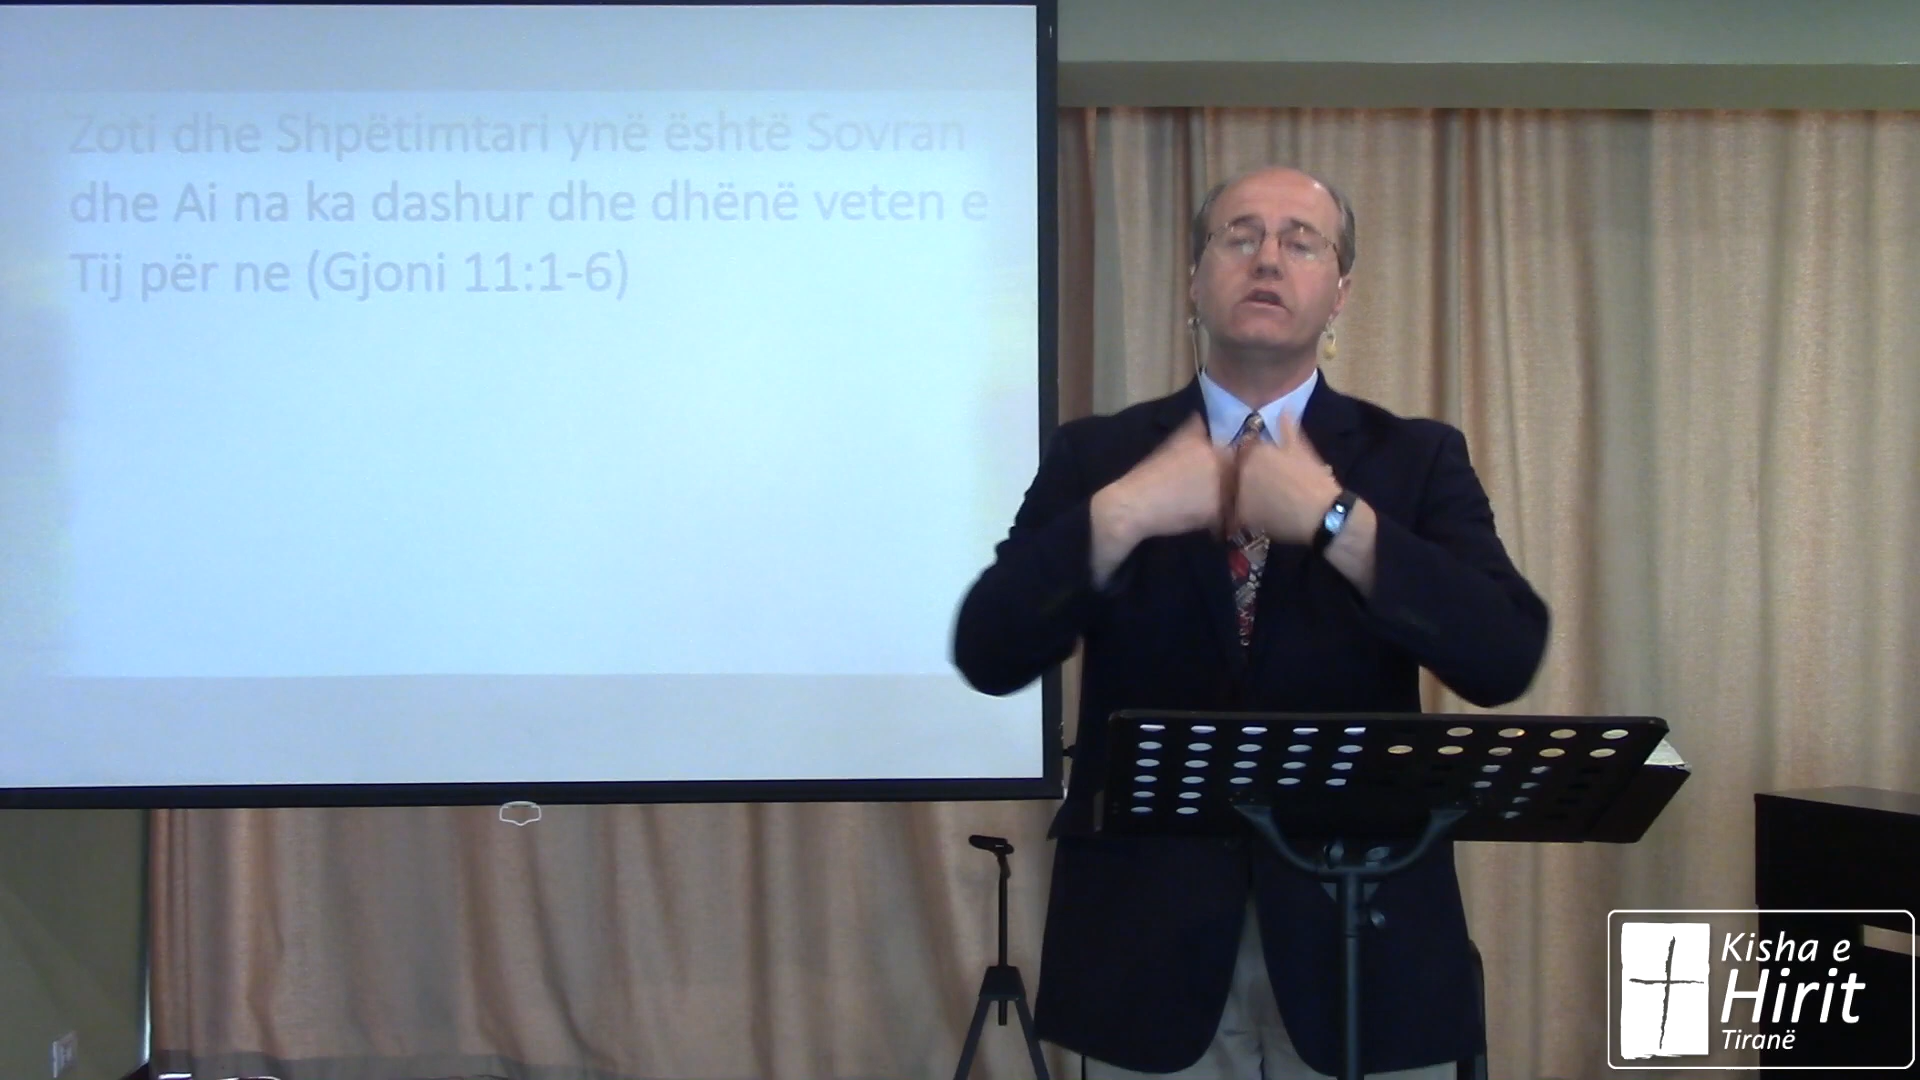 Zoti dhe Shpëtimtari ynë është Sovran
dhe Ai na ka dashur dhe dhënë veten e
Tij për ne (Gjoni 11:1-6)
Kisha e
Hirit
Tiranë